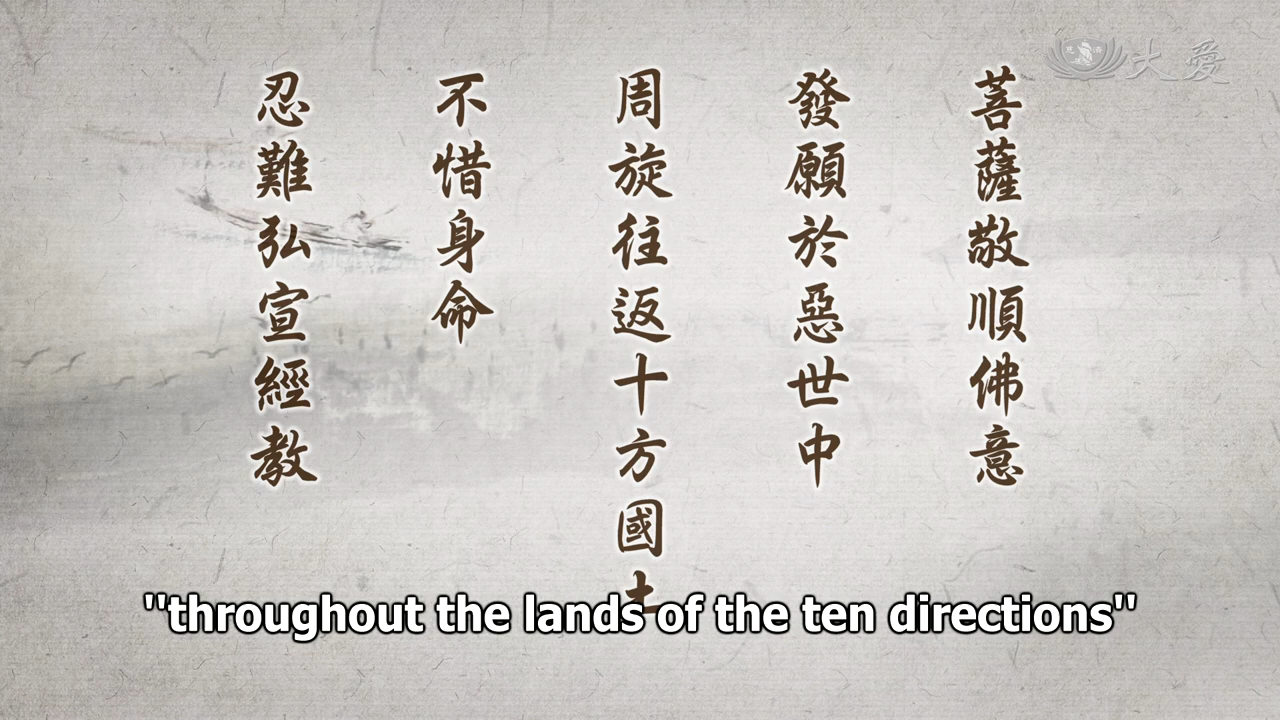 菩薩敬順佛意
發願於惡世中
周旋往返十方國土
不惜身命
忍難弘宣經教
"throughout the lands of the ten directions"
大愛